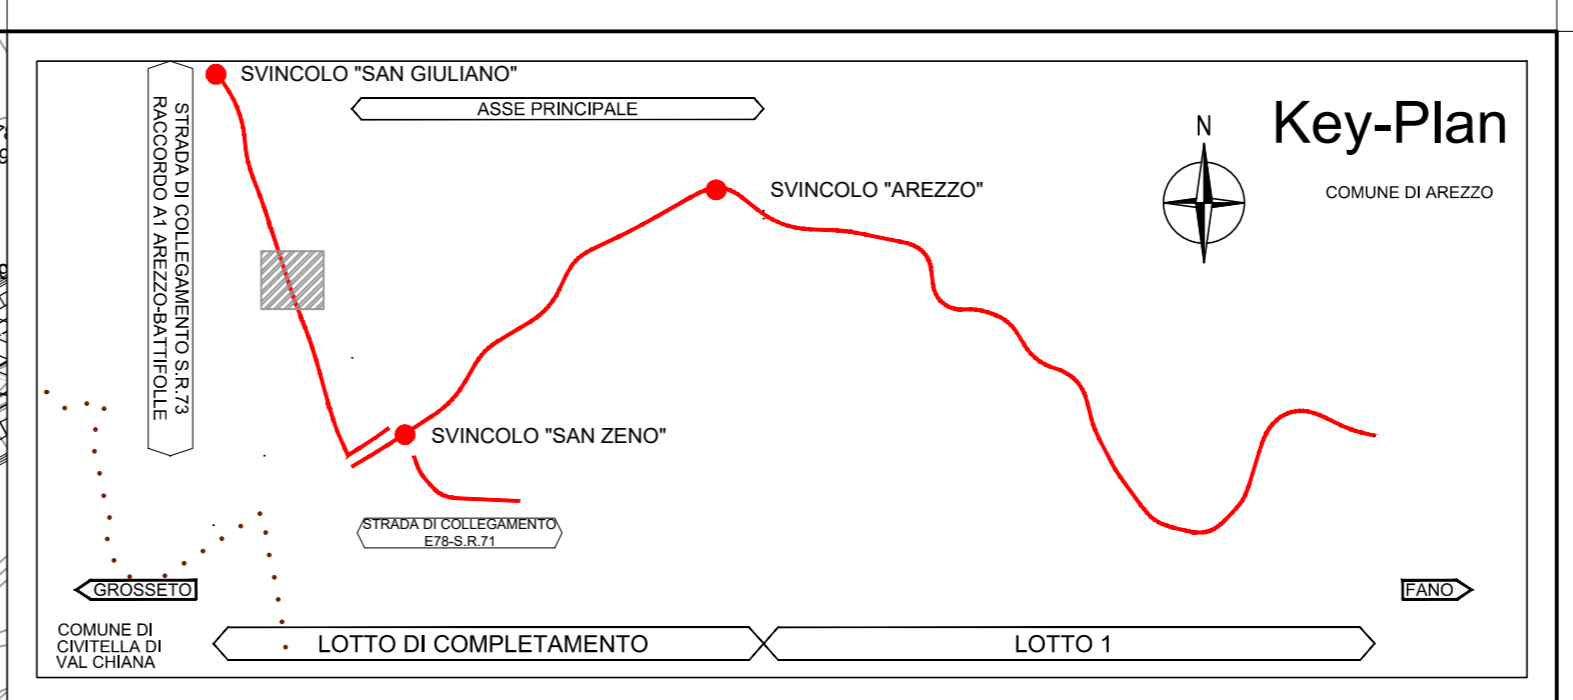 SVINCOLO "SAN GIULIANO"
ASSE PRINCIPALE
Key-Plan
COMUNE DI AREZZO
N
STRADA DI COLLEGAMENTO S.R.73
RACCORDO A1 AREZZO-BATTIFOLLE
SVINCOLO "AREZZO"
SVINCOLO "SAN ZENO"
STRADA DI COLLEGAMENTO
E78-S.R.71
GROSSETO
FANO
COMUNE DI
CIVITELLA DI
VAL CHIANA
LOTTO DI COMPLETAMENTO
LOTTO 1